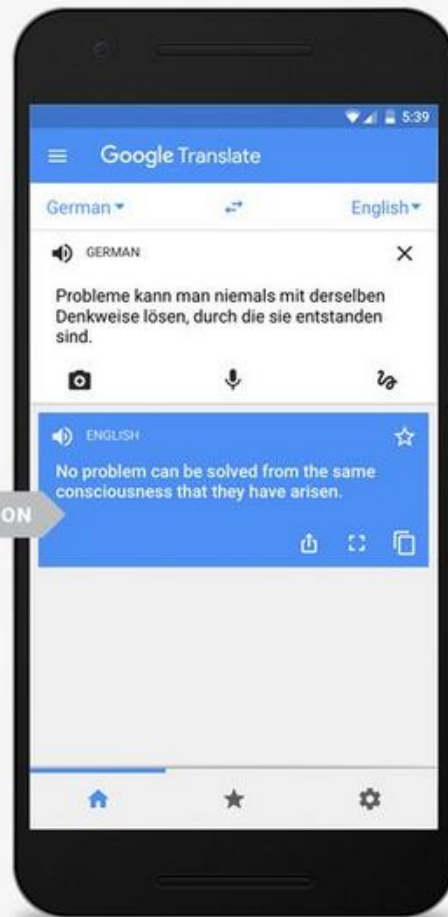 5:39
Google Translate
German
English
GERMAN
Probleme kann man niemals mit derselben
Denkweise lösen, durch die sie entstanden
sind.
ENGLISH
No problem can be solved from the same
consciousness that they have arisen.
ON